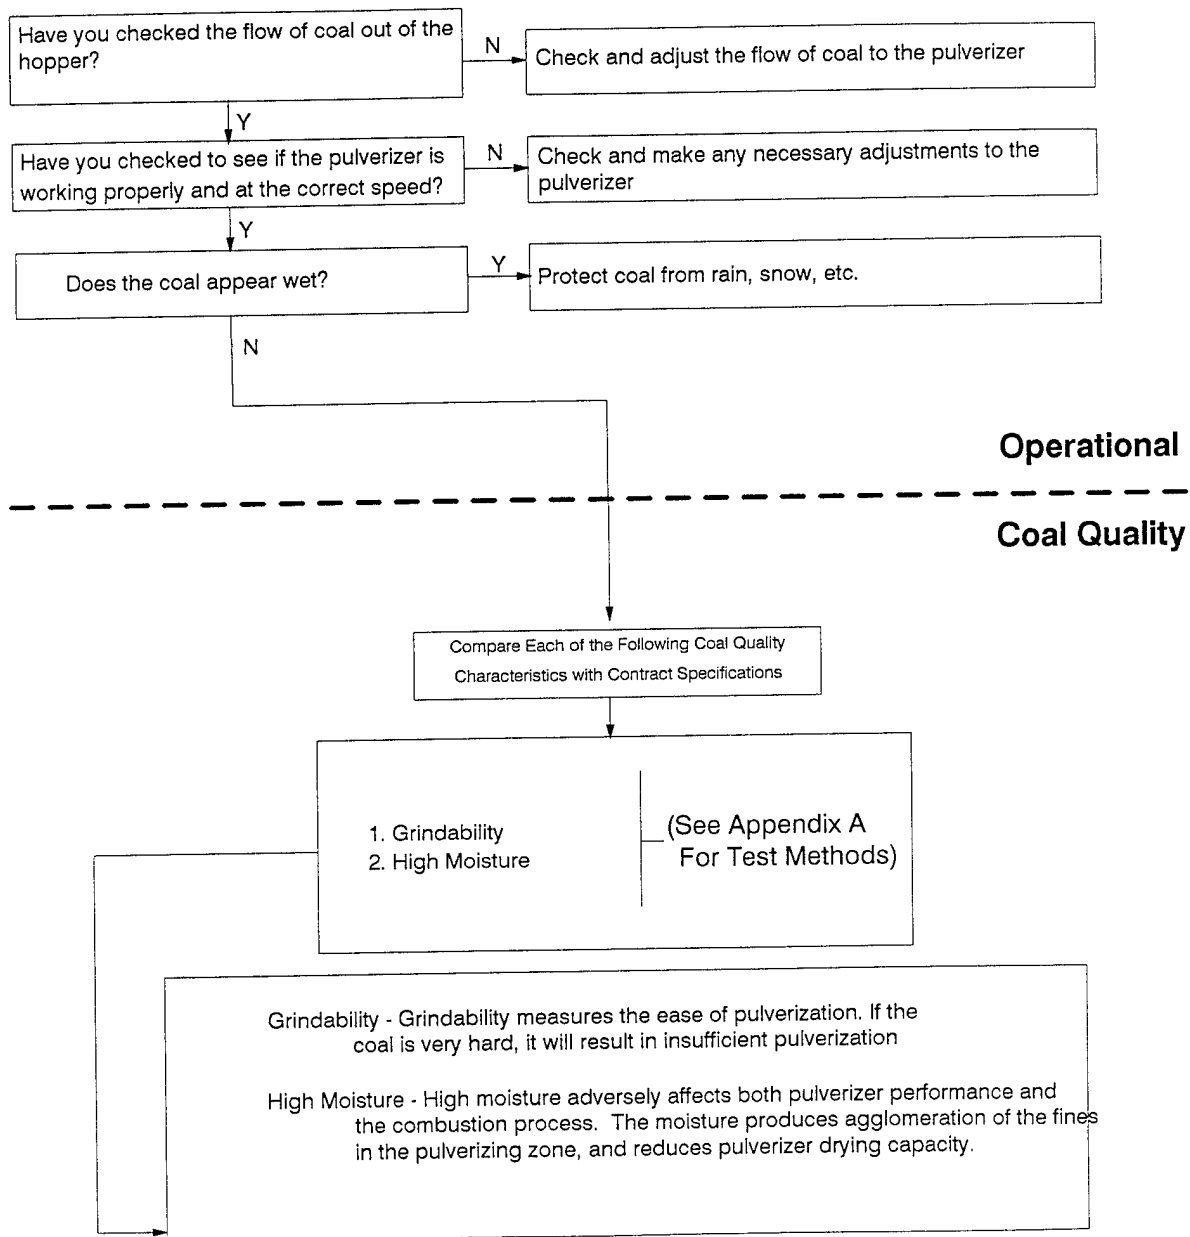 Have you checked the flow of coal out of the
hopper?
N
Check and adjust the flow of coal to the pulverizer
Y
Have you checked to see if the pulverizer is
working properly and at the correct speed?
N
Check and make any necessary adjustments to the
pulverizer
Y
Does the coal appear wet?
Y
Protect coal from rain, snow, etc.
N
Operational
Coal Quality
Compare Each of the Following Coal Quality
Characteristics with Contract Specifications
1. Grindability
2. High Moisture
(See Appendix A
For Test Methods)
Grindability - Grindability measures the ease of pulverization. If the
coal is very hard, it will result in insufficient pulverization
High Moisture - High moisture adversely affects both pulverizer performance and
the combustion process. The moisture produces agglomeration of the fines
in the pulverizing zone, and reduces pulverizer drying capacity.